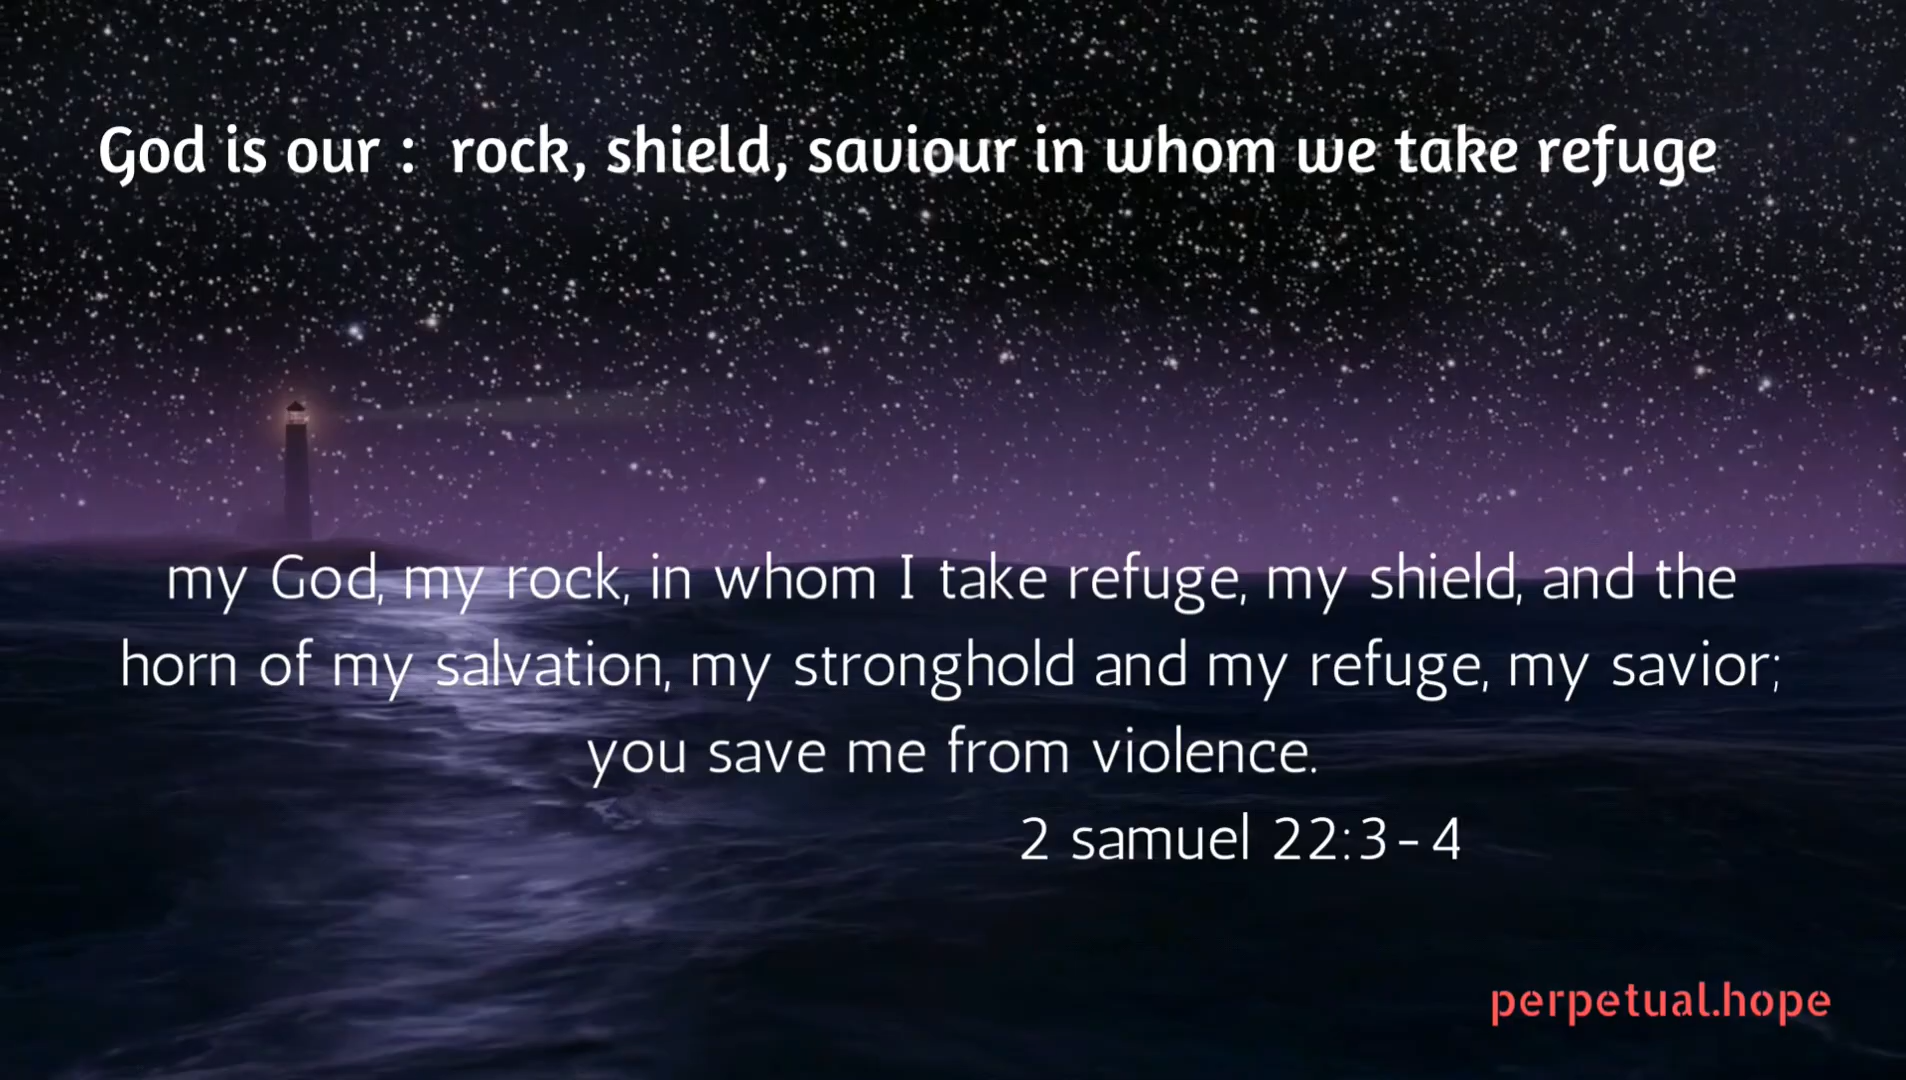 God is our : rock, shield, saviour in whom we take refuge
my God, my rock, in whom I take refuge, my shield, and the
horn of my salvation, my stronghold and my refuge, my savior;
you save me from violence.
2 samuel 22:3-4
perpetual.hope